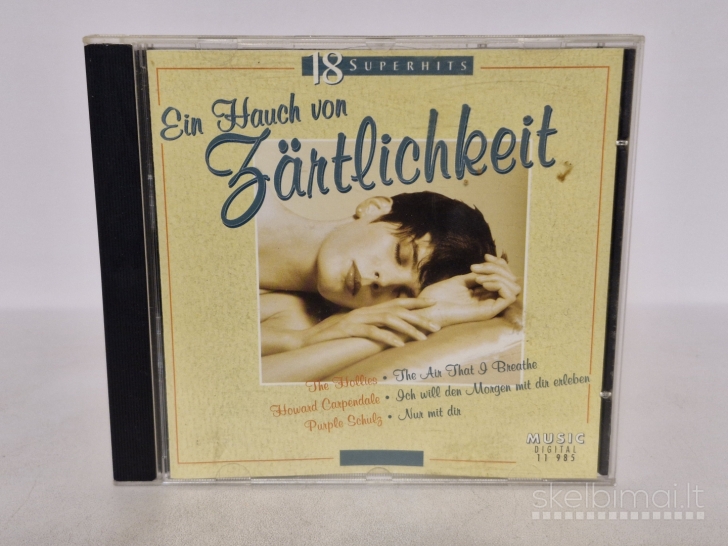 18 SUPERHITS
Ein Hauch von
Zärtlichkeit
The Hollies • The Air That I Breathe
Howard Carpendale • Ich will den Morgen mit dir erleben
Purple Schulz • Nur mit dir
MUSIC
DIGITAL
11 985
skelbimai.lt